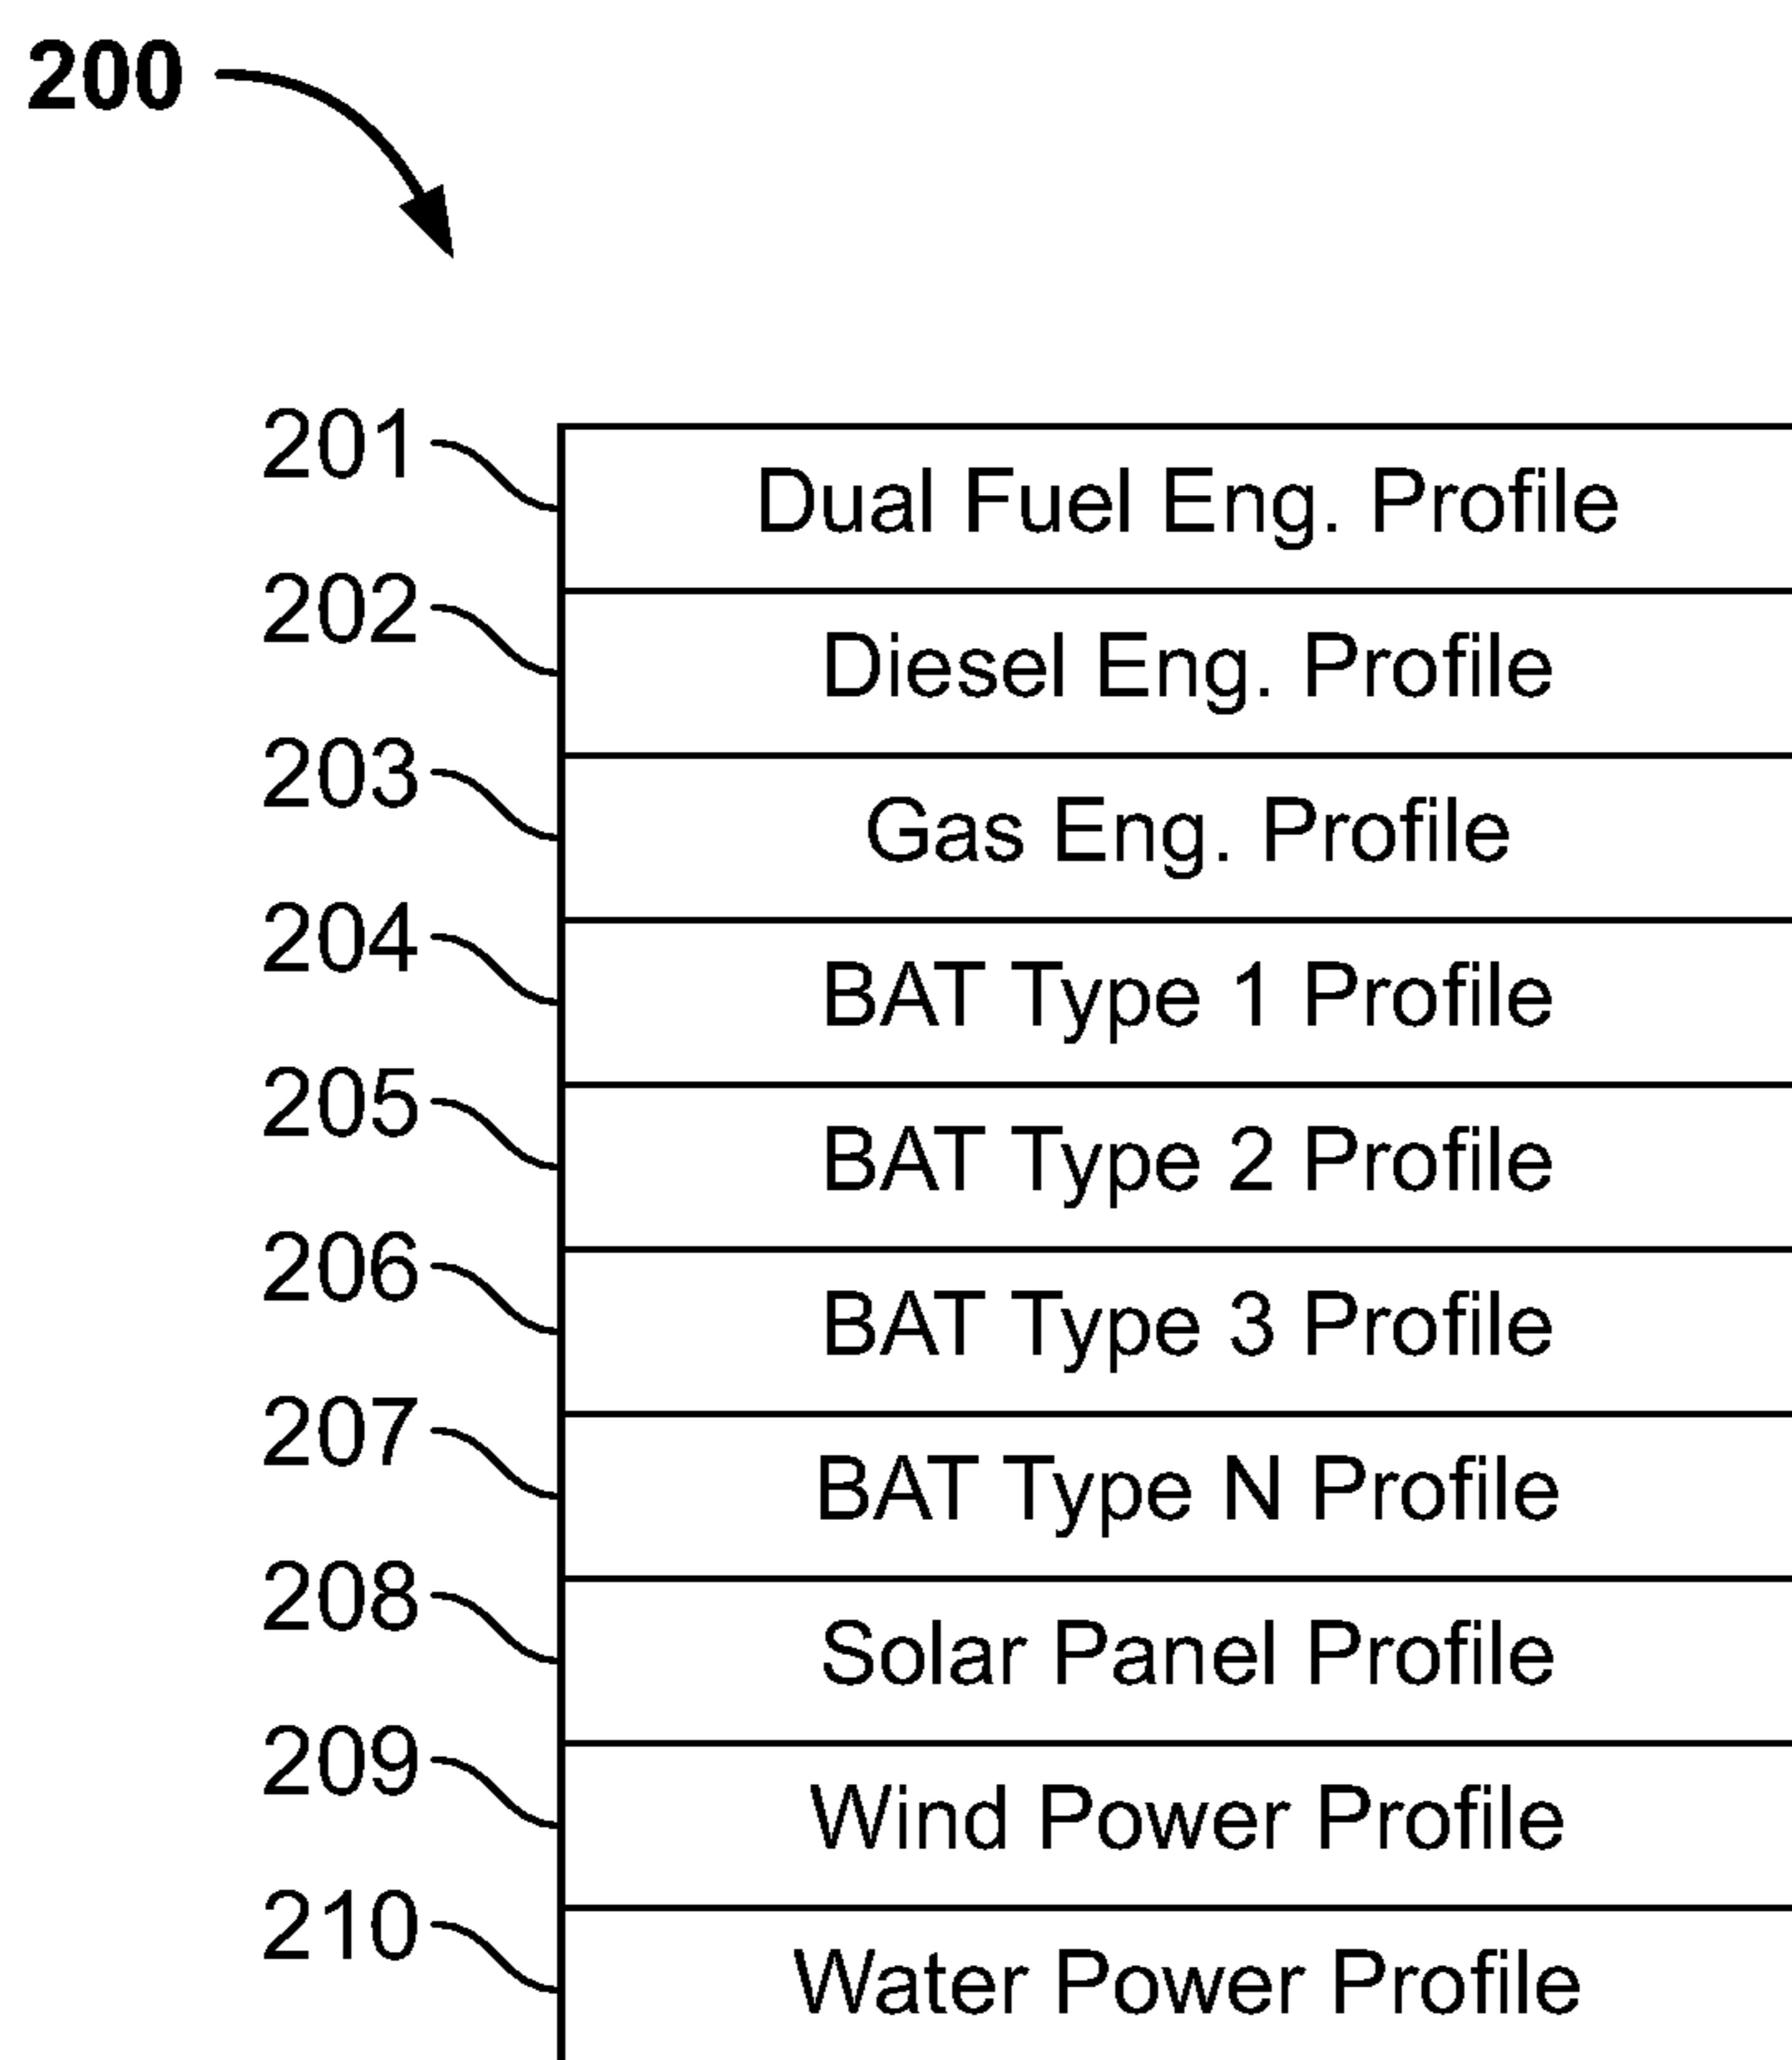 200
201 Dual Fuel Eng. Profile
202 Diesel Eng. Profile
203 Gas Eng. Profile
204 BAT Type 1 Profile
205 BAT Type 2 Profile
206 BAT Type 3 Profile
207 BAT Type N Profile
208 Solar Panel Profile
209 Wind Power Profile
210 Water Power Profile